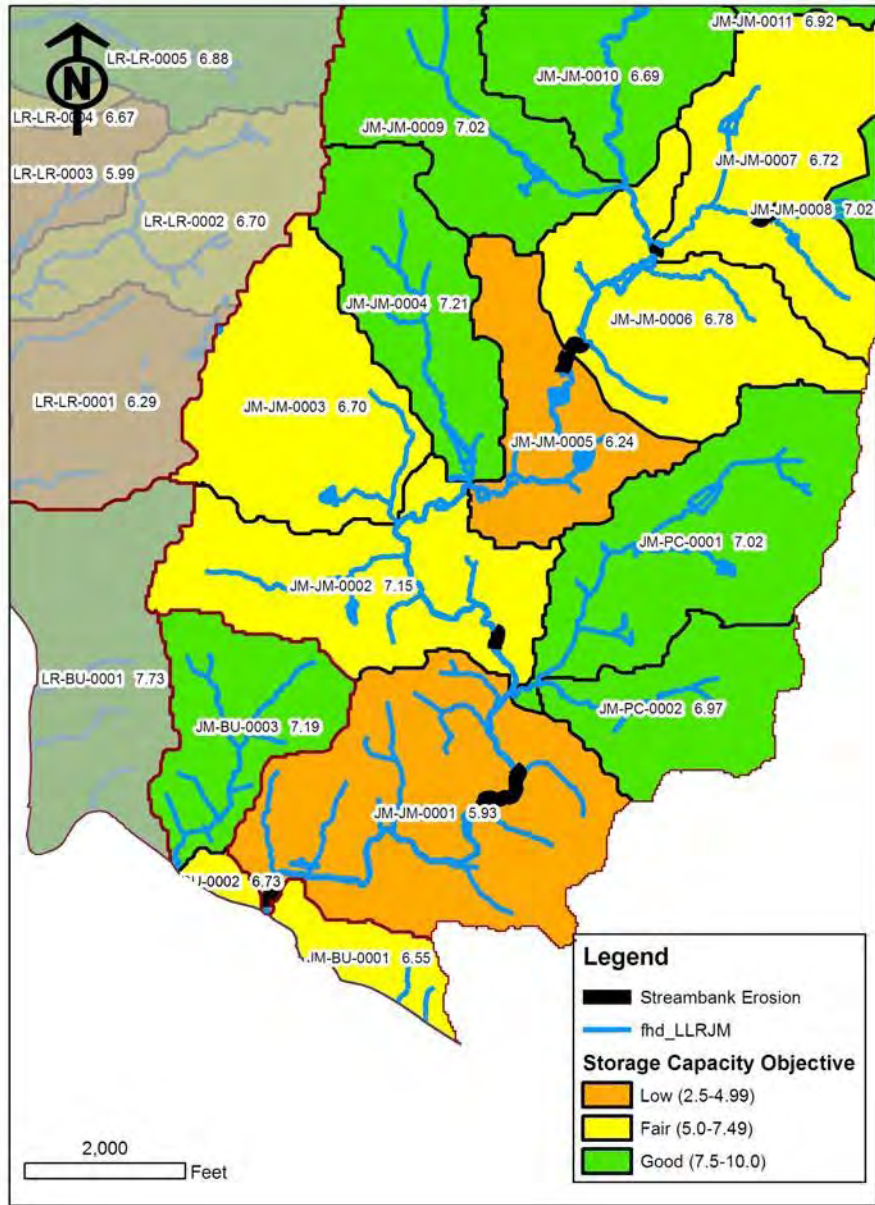 JM-JM-0011 6.92
LR-LR-0005 6.88
N
JM-JM-0010 6.69
LR-LR-0004 6.67
JM-JM-0009 7.02
JM-JM-0007 6.72
LR-LR-0003 5.99
JM-JM-0008 7.02
LR-LR-0002 6.70
JM-JM-0004 7.21
JM-JM-0006 6.78
LR-LR-0001 6.29
JM-JM-0003 6.70
JM-JM-0005 6.24
JM-PC-0001 7.02
JM-JM-0002 7.15
LR-BU-0001 7.73
JM-PC-0002 6.97
JM-BU-0003 7.19
JM-JM-0001 5.93
BU-0002 6.73
JM-BU-0001 6.55
Legend
Streambank Erosion
fhd_LLRJM
Storage Capacity Objective
Low (2.5-4.99)
Fair (5.0-7.49)
Good (7.5-10.0)
2,000
Feet